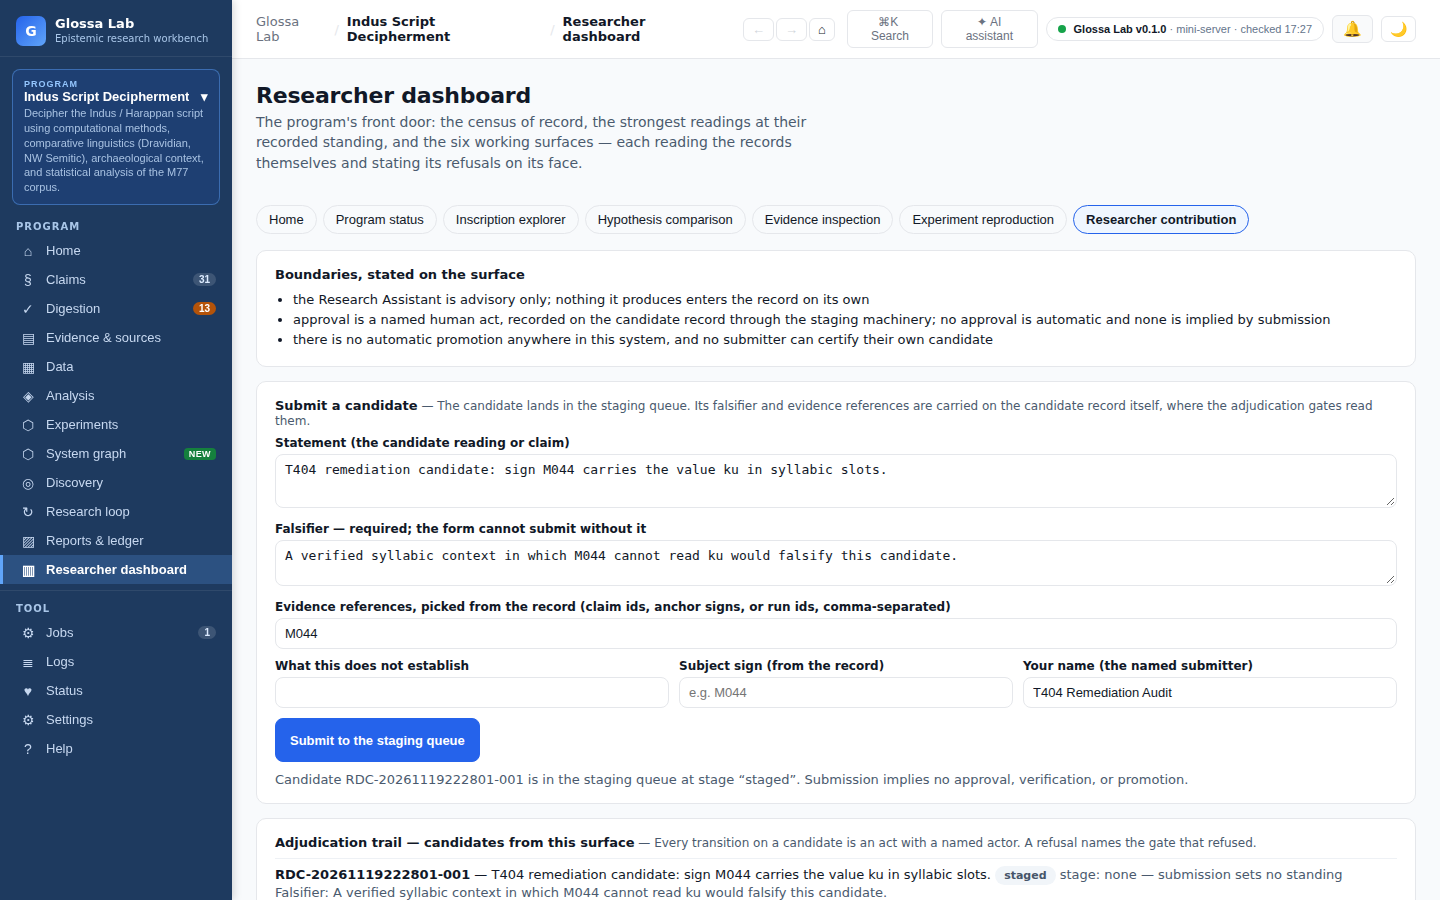 G
Glossa Lab
Epistemic research workbench
PROGRAM
Indus Script Decipherment ▼
Decipher the Indus / Harappan script
using computational methods,
comparative linguistics (Dravidian,
NW Semitic), archaeological context,
and statistical analysis of the M77
corpus.
PROGRAM
Home
Claims 31
Digestion 13
Evidence & sources
Data
Analysis
Experiments
System graph NEW
Discovery
Research loop
Reports & ledger
Researcher dashboard
TOOL
Jobs 1
Logs
Status
Settings
Help
Glossa Lab / Indus Script Decipherment / Researcher dashboard
← → ⌂
⌘K Search
✦ AI assistant
Glossa Lab v0.1.0 · mini-server · checked 17:27
Researcher dashboard
The program's front door: the census of record, the strongest readings at their
recorded standing, and the six working surfaces — each reading the records
themselves and stating its refusals on its face.
Home
Program status
Inscription explorer
Hypothesis comparison
Evidence inspection
Experiment reproduction
Researcher contribution
Boundaries, stated on the surface
• the Research Assistant is advisory only; nothing it produces enters the record on its own
• approval is a named human act, recorded on the candidate record through the staging machinery; no approval is automatic and none is implied by submission
• there is no automatic promotion anywhere in this system, and no submitter can certify their own candidate
Submit a candidate — The candidate lands in the staging queue. Its falsifier and evidence references are carried on the candidate record itself, where the adjudication gates read
them.
Statement (the candidate reading or claim)
T404 remediation candidate: sign M044 carries the value ku in syllabic slots.
Falsifier — required; the form cannot submit without it
A verified syllabic context in which M044 cannot read ku would falsify this candidate.
Evidence references, picked from the record (claim ids, anchor signs, or run ids, comma-separated)
M044
What this does not establish
Subject sign (from the record)
e.g. M044
Your name (the named submitter)
T404 Remediation Audit
Submit to the staging queue
Candidate RDC-20261119222801-001 is in the staging queue at stage “staged”. Submission implies no approval, verification, or promotion.
Adjudication trail — candidates from this surface — Every transition on a candidate is an act with a named actor. A refusal names the gate that refused.
RDC-20261119222801-001 — T404 remediation candidate: sign M044 carries the value ku in syllabic slots. staged stage: none — submission sets no standing
Falsifier: A verified syllabic context in which M044 cannot read ku would falsify this candidate.